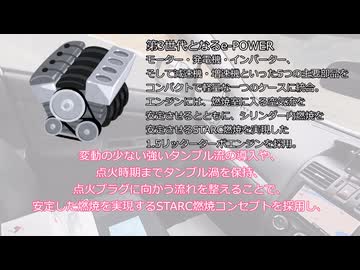 第3世代となるe-POWER
モーター・発電機・インバーター、
そして減速機・増速機といった5つの主要部品を
コンパクトで軽量な一つのケースに統合。
エンジンには、燃焼室に入る空気流を
安定させるとともに、シリンダー内燃焼を
安定させるSTARC燃焼を実現した
1.5リッターターボエンジンを採用。
変動の少ない強いタンブル流の導入や、
点火時期までタンブル渦を保持、
点火プラグに向かう流れを整えることで、
安定した燃焼を実現するSTARC燃焼コンセプトを採用し、